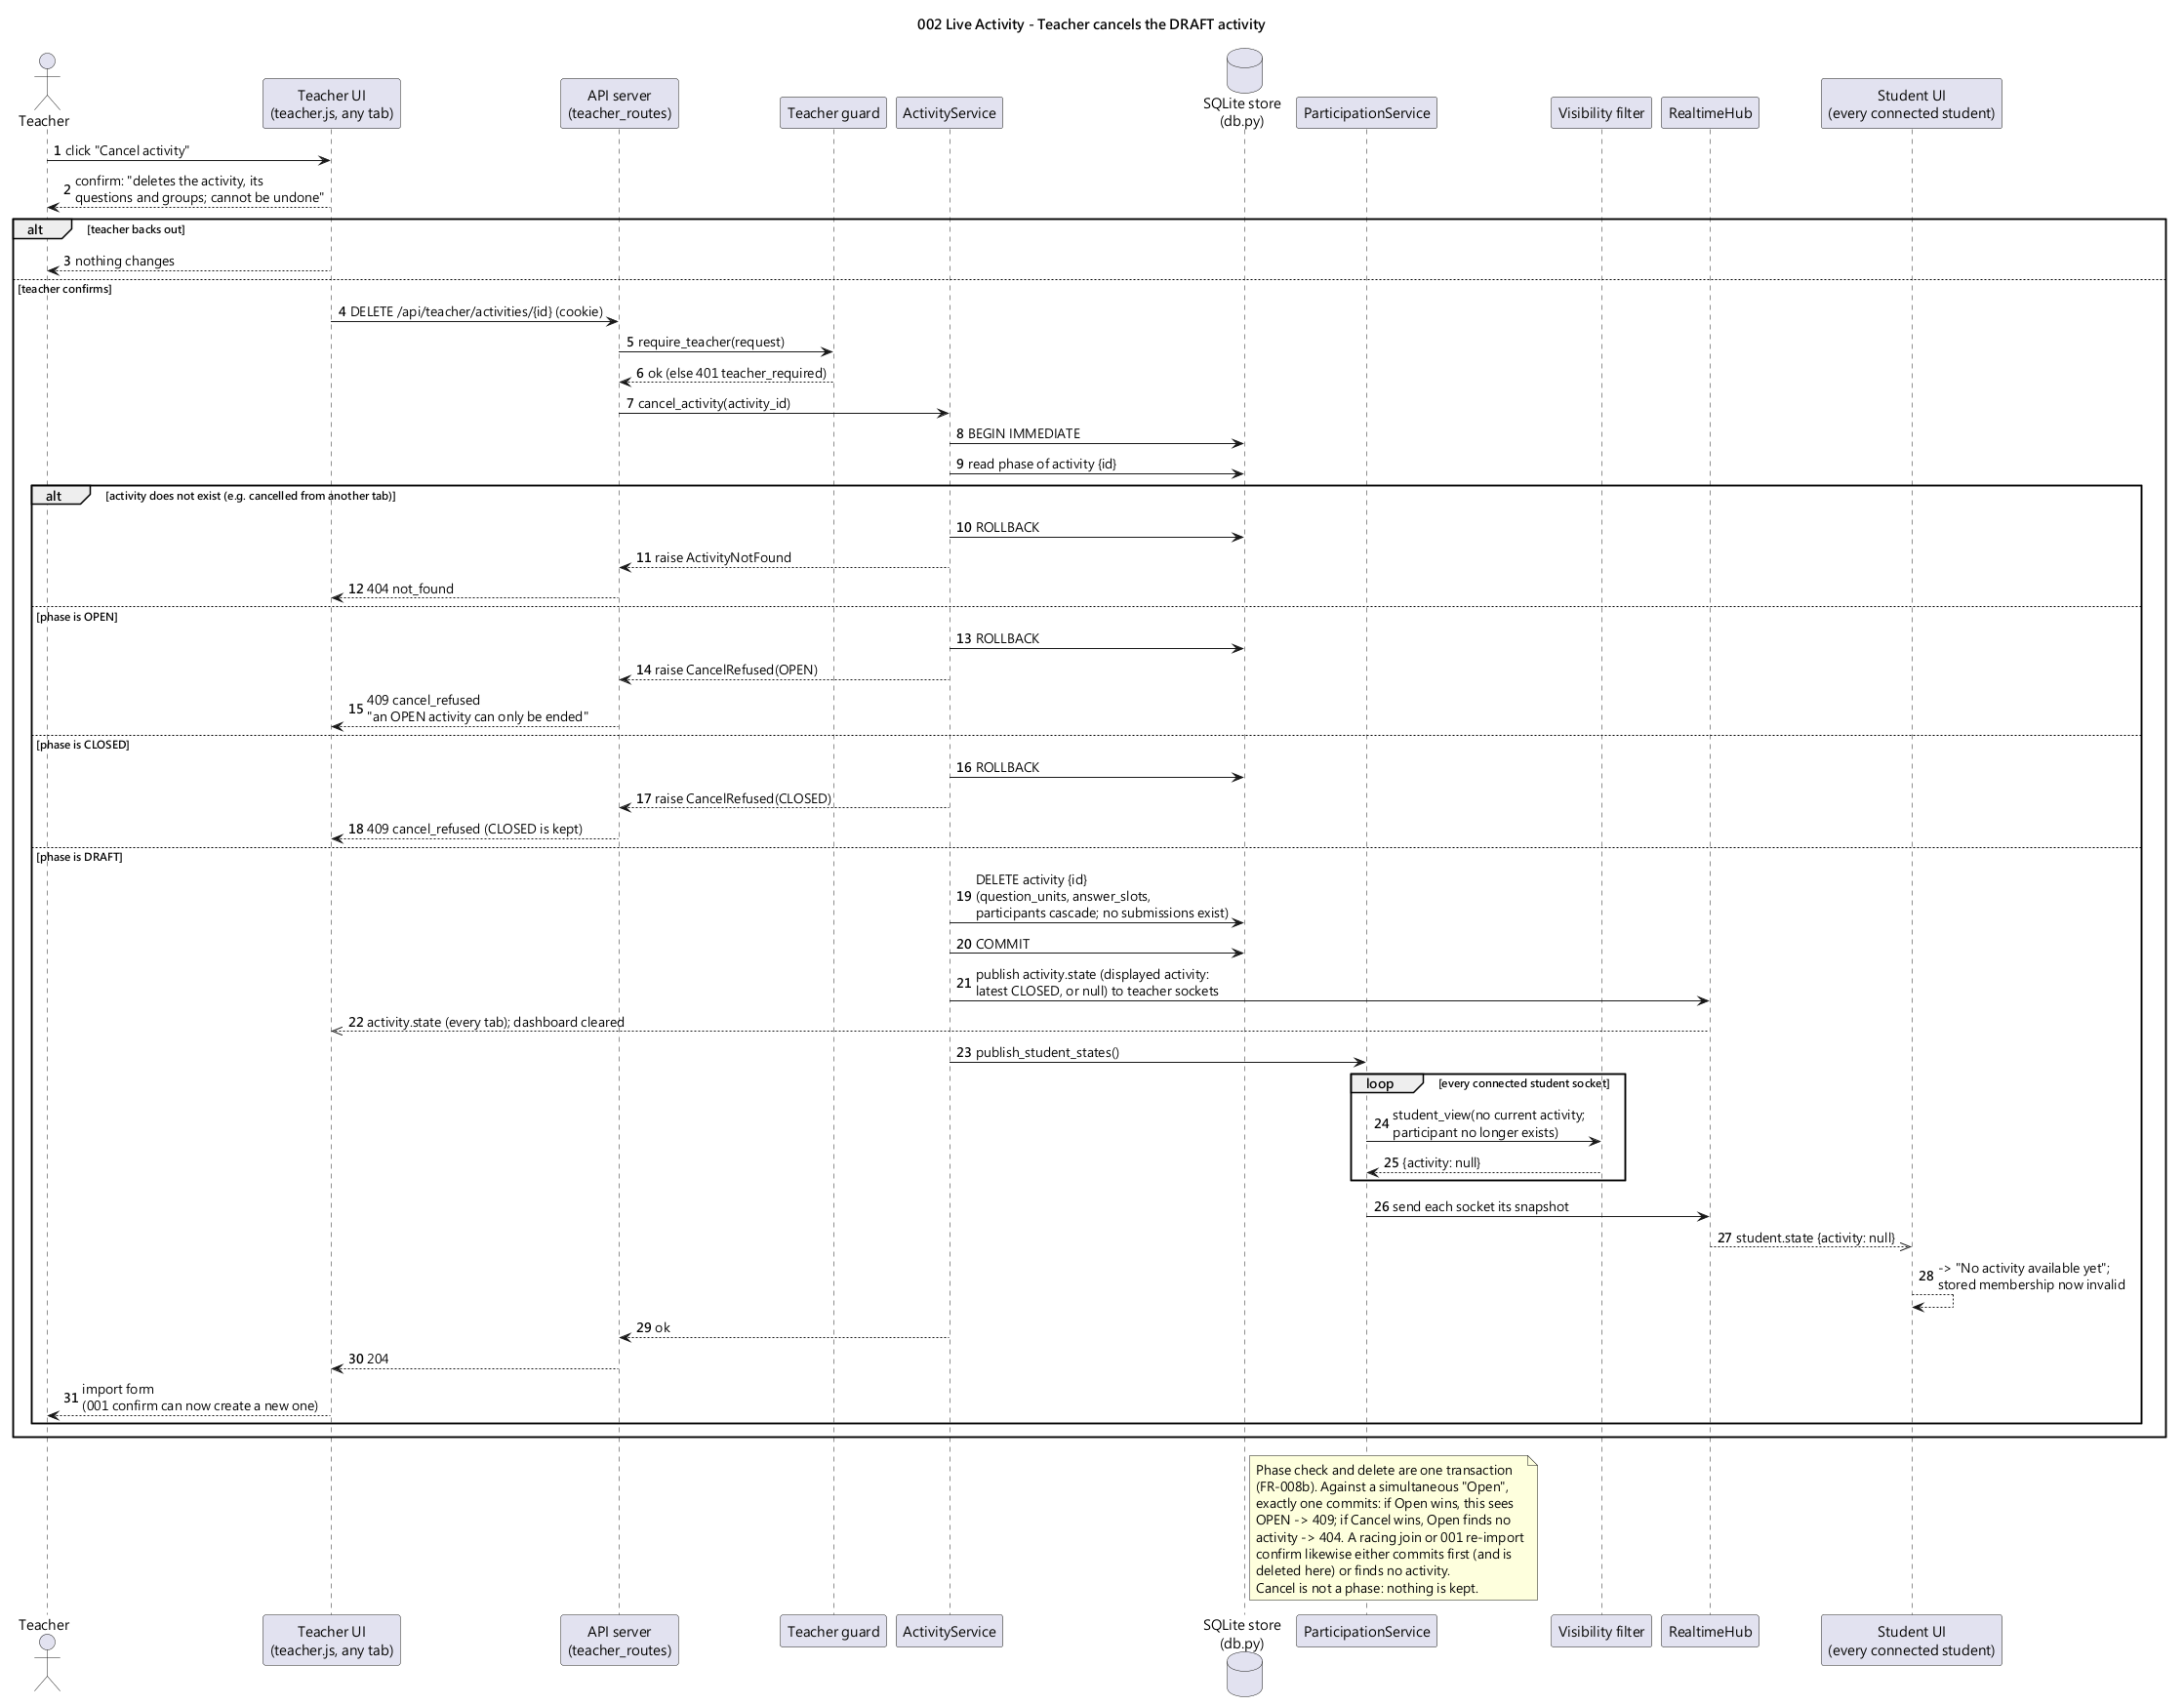 002 Live Activity - Teacher cancels the DRAFT activity
Teacher
Teacher UI
(teacher.js, any tab)
API server
(teacher_routes)
Teacher guard
ActivityService
SQLite store
(db.py)
ParticipationService
Visibility filter
RealtimeHub
Student UI
(every connected student)
1 click "Cancel activity"
2 confirm: "deletes the activity, its
questions and groups; cannot be undone"
alt [teacher backs out]
3 nothing changes
[teacher confirms]
4 DELETE /api/teacher/activities/{id} (cookie)
5 require_teacher(request)
6 ok (else 401 teacher_required)
7 cancel_activity(activity_id)
8 BEGIN IMMEDIATE
9 read phase of activity {id}
alt [activity does not exist (e.g. cancelled from another tab)]
10 ROLLBACK
11 raise ActivityNotFound
12 404 not_found
[phase is OPEN]
13 ROLLBACK
14 raise CancelRefused(OPEN)
15 409 cancel_refused
"an OPEN activity can only be ended"
[phase is CLOSED]
16 ROLLBACK
17 raise CancelRefused(CLOSED)
18 409 cancel_refused (CLOSED is kept)
[phase is DRAFT]
19 DELETE activity {id}
(question_units, answer_slots,
participants cascade; no submissions exist)
20 COMMIT
21 publish activity.state (displayed activity:
latest CLOSED, or null) to teacher sockets
22 activity.state (every tab); dashboard cleared
23 publish_student_states()
loop [every connected student socket]
24 student_view(no current activity;
participant no longer exists)
25 {activity: null}
26 send each socket its snapshot
27 student.state {activity: null}
28 -> "No activity available yet";
stored membership now invalid
29 ok
30 204
31 import form
(001 confirm can now create a new one)
Phase check and delete are one transaction
(FR-008b). Against a simultaneous "Open",
exactly one commits: if Open wins, this sees
OPEN -> 409; if Cancel wins, Open finds no
activity -> 404. A racing join or 001 re-import
confirm likewise either commits first (and is
deleted here) or finds no activity.
Cancel is not a phase: nothing is kept.
Teacher
Teacher UI
(teacher.js, any tab)
API server
(teacher_routes)
Teacher guard
ActivityService
SQLite store
(db.py)
ParticipationService
Visibility filter
RealtimeHub
Student UI
(every connected student)